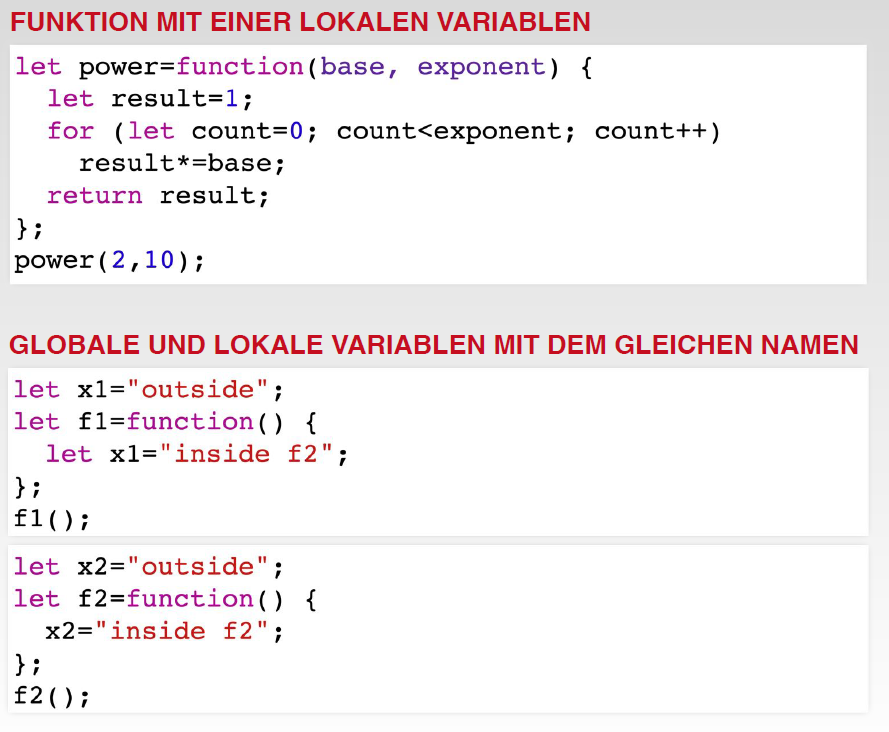 FUNKTION MIT EINER LOKALEN VARIABLEN
let power=function(base, exponent) {
  let result=1;
  for (let count=0; count<exponent; count++)
    result*=base;
  return result;
};
power(2,10);
GLOBALE UND LOKALE VARIABLEN MIT DEM GLEICHEN NAMEN
let x1="outside";
let f1=function() {
  let x1="inside f2";
};
f1();
let x2="outside";
let f2=function() {
  x2="inside f2";
};
f2();